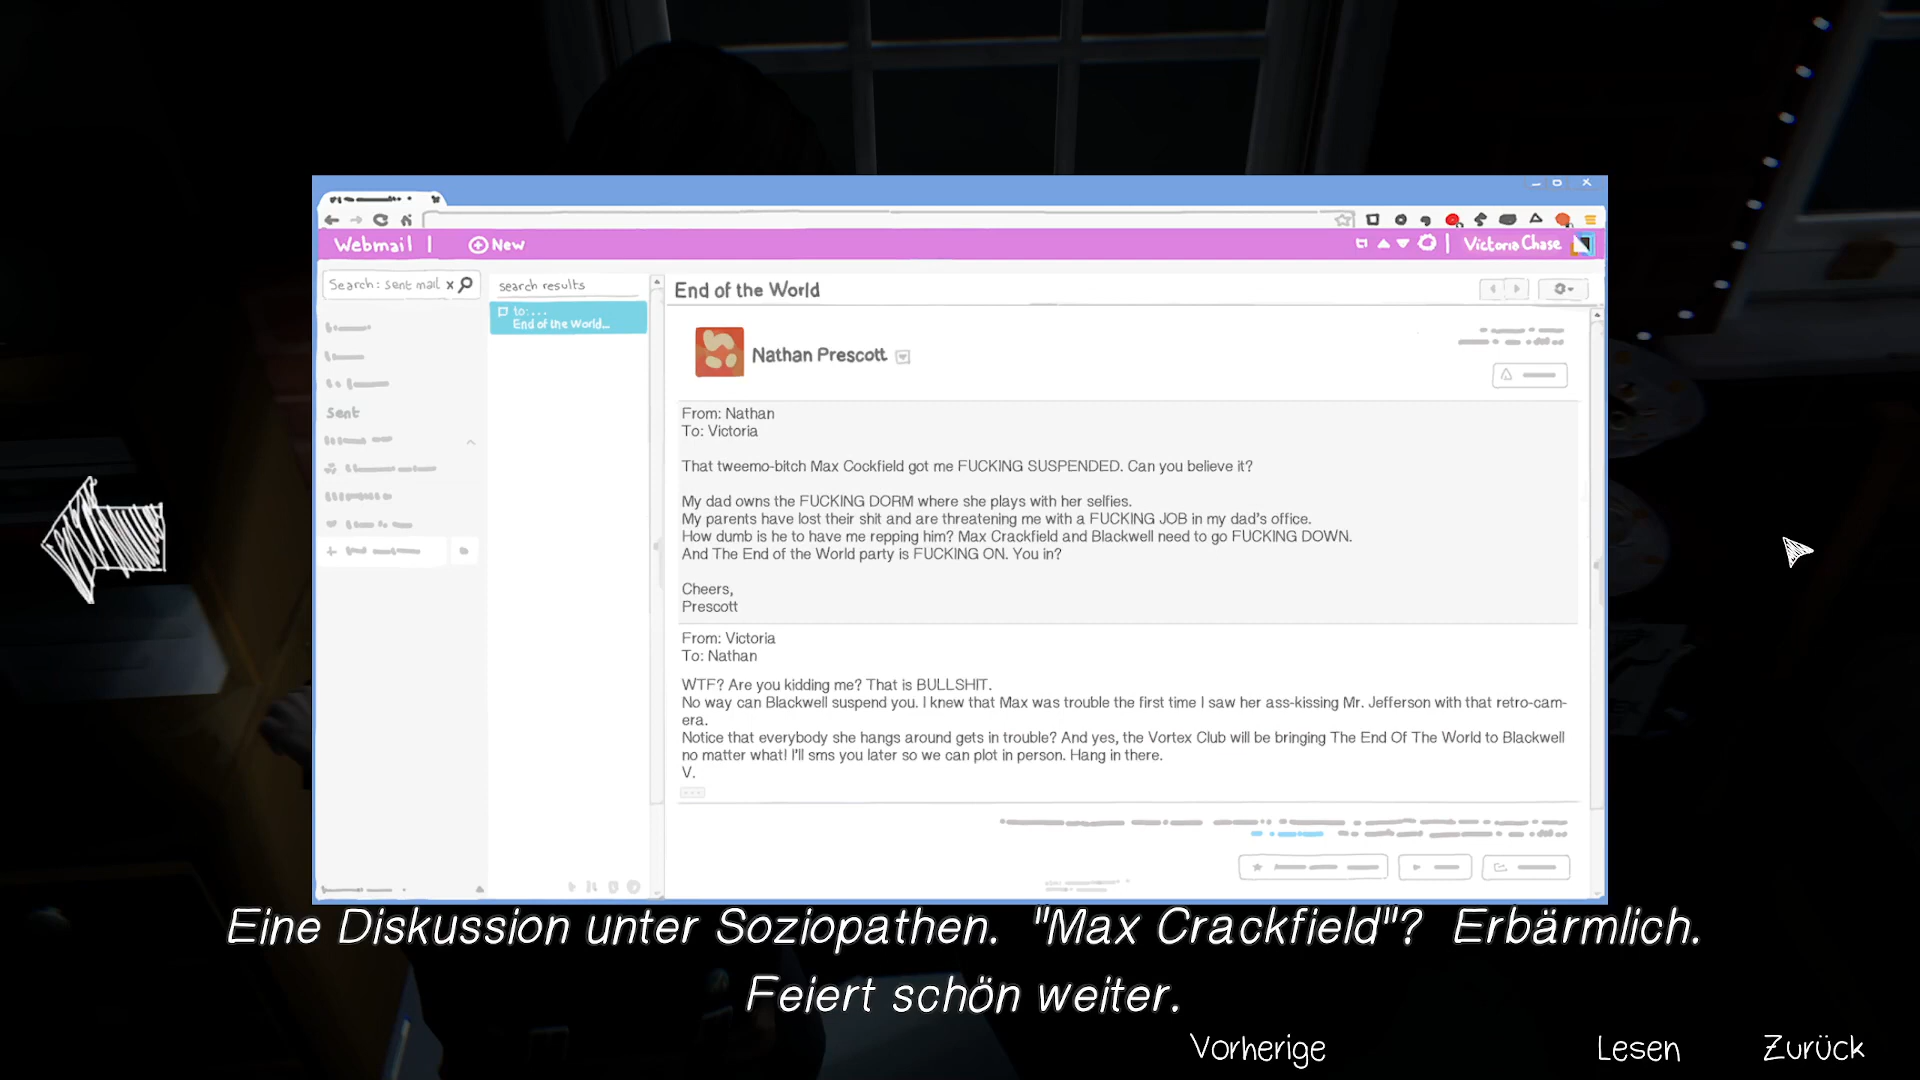 Webmail | New
Victoria Chase
Search: sent mail x
search results
to:...
End of the World...
Sent
End of the World
Nathan Prescott
From: Nathan
To: Victoria
That tweemo-bitch Max Cockfield got me FUCKING SUSPENDED. Can you believe it?
My dad owns the FUCKING DORM where she plays with her selfies.
My parents have lost their shit and are threatening me with a FUCKING JOB in my dad's office.
How dumb is he to have me repping him? Max Crackfield and Blackwell need to go FUCKING DOWN.
And The End of the World party is FUCKING ON. You in?
Cheers,
Prescott
From: Victoria
To: Nathan
WTF? Are you kidding me? That is BULLSHIT.
No way can Blackwell suspend you. I knew that Max was trouble the first time I saw her ass-kissing Mr. Jefferson with that retro-cam-
era.
Notice that everybody she hangs around gets in trouble? And yes, the Vortex Club will be bringing The End Of The World to Blackwell
no matter what! I'll sms you later so we can plot in person. Hang in there.
V.
Eine Diskussion unter Soziopathen. "Max Crackfield"? Erbärmlich.
Feiert schön weiter.
Vorherige
Lesen
Zurück